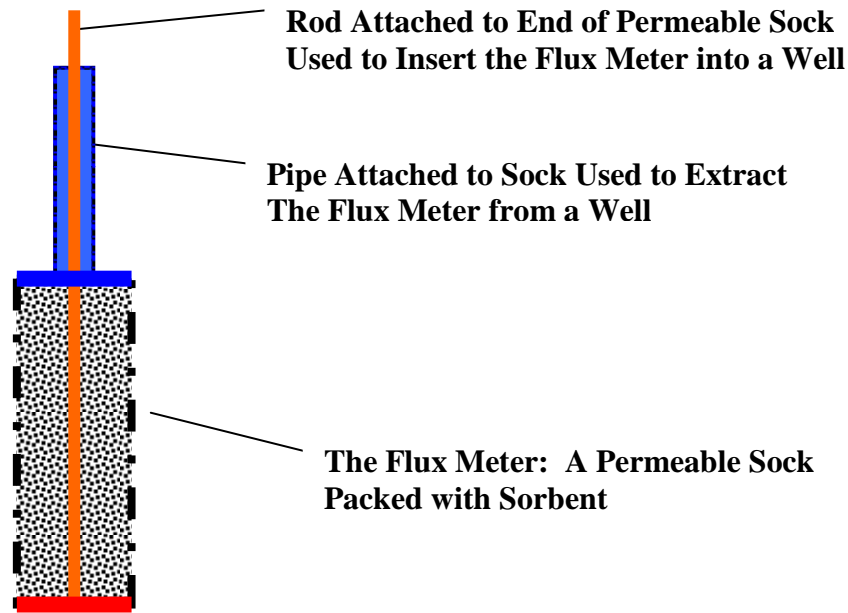 Rod Attached to End of Permeable Sock
Used to Insert the Flux Meter into a Well
Pipe Attached to Sock Used to Extract
The Flux Meter from a Well
The Flux Meter:  A Permeable Sock
Packed with Sorbent